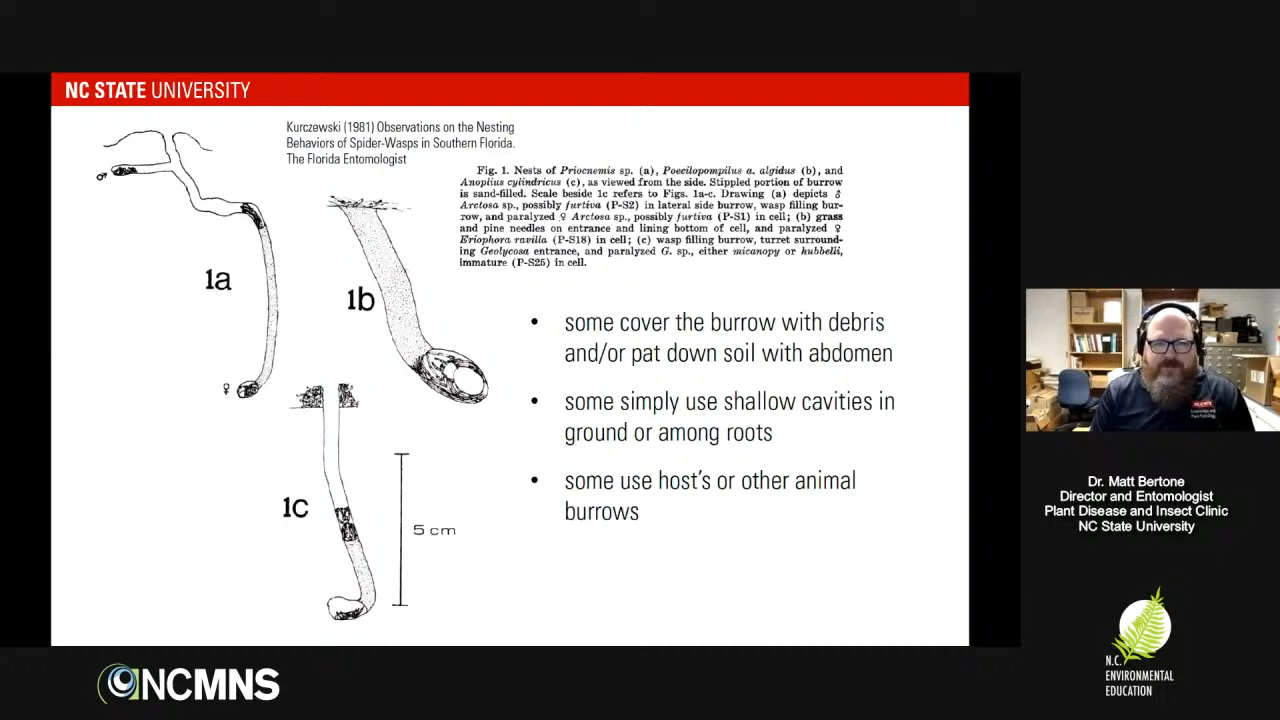 NC STATE UNIVERSITY
Kurczewski (1981) Observations on the Nesting
Behaviors of Spider-Wasps in Southern Florida.
The Florida Entomologist
Fig. 1. Nests of Priocnemis sp. (a), Poecilopompilus a. algidus (b), and
Anoplius cylindricus (c), as viewed from the side. Stippled portion of burrow
is sand-filled. Scale beside 1c refers to Figs. 1a-c. Drawing (a) depicts ♂
Arctosa sp., possibly furtiva (P-S2) in lateral side burrow, wasp filling bur-
row, and paralyzed ♀ Arctosa sp., possibly furtiva (P-S1) in cell; (b) grass
and pine needles on entrance and lining bottom of cell, and paralyzed ♀
Eriophora ravilla (P-S18) in cell; (c) wasp filling burrow, turret surround-
ing Geolycosa entrance, and paralyzed G. sp., either micanopy or hubbelli,
immature (P-S25) in cell.
♂
1a
1b
♀
1c
5 cm
• some cover the burrow with debris
and/or pat down soil with abdomen
• some simply use shallow cavities in
ground or among roots
• some use host's or other animal
burrows
NC STATE
Dr. Matt Bertone
Director and Entomologist
Plant Disease and Insect Clinic
NC State University
NCMNS
N.C.
ENVIRONMENTAL
EDUCATION